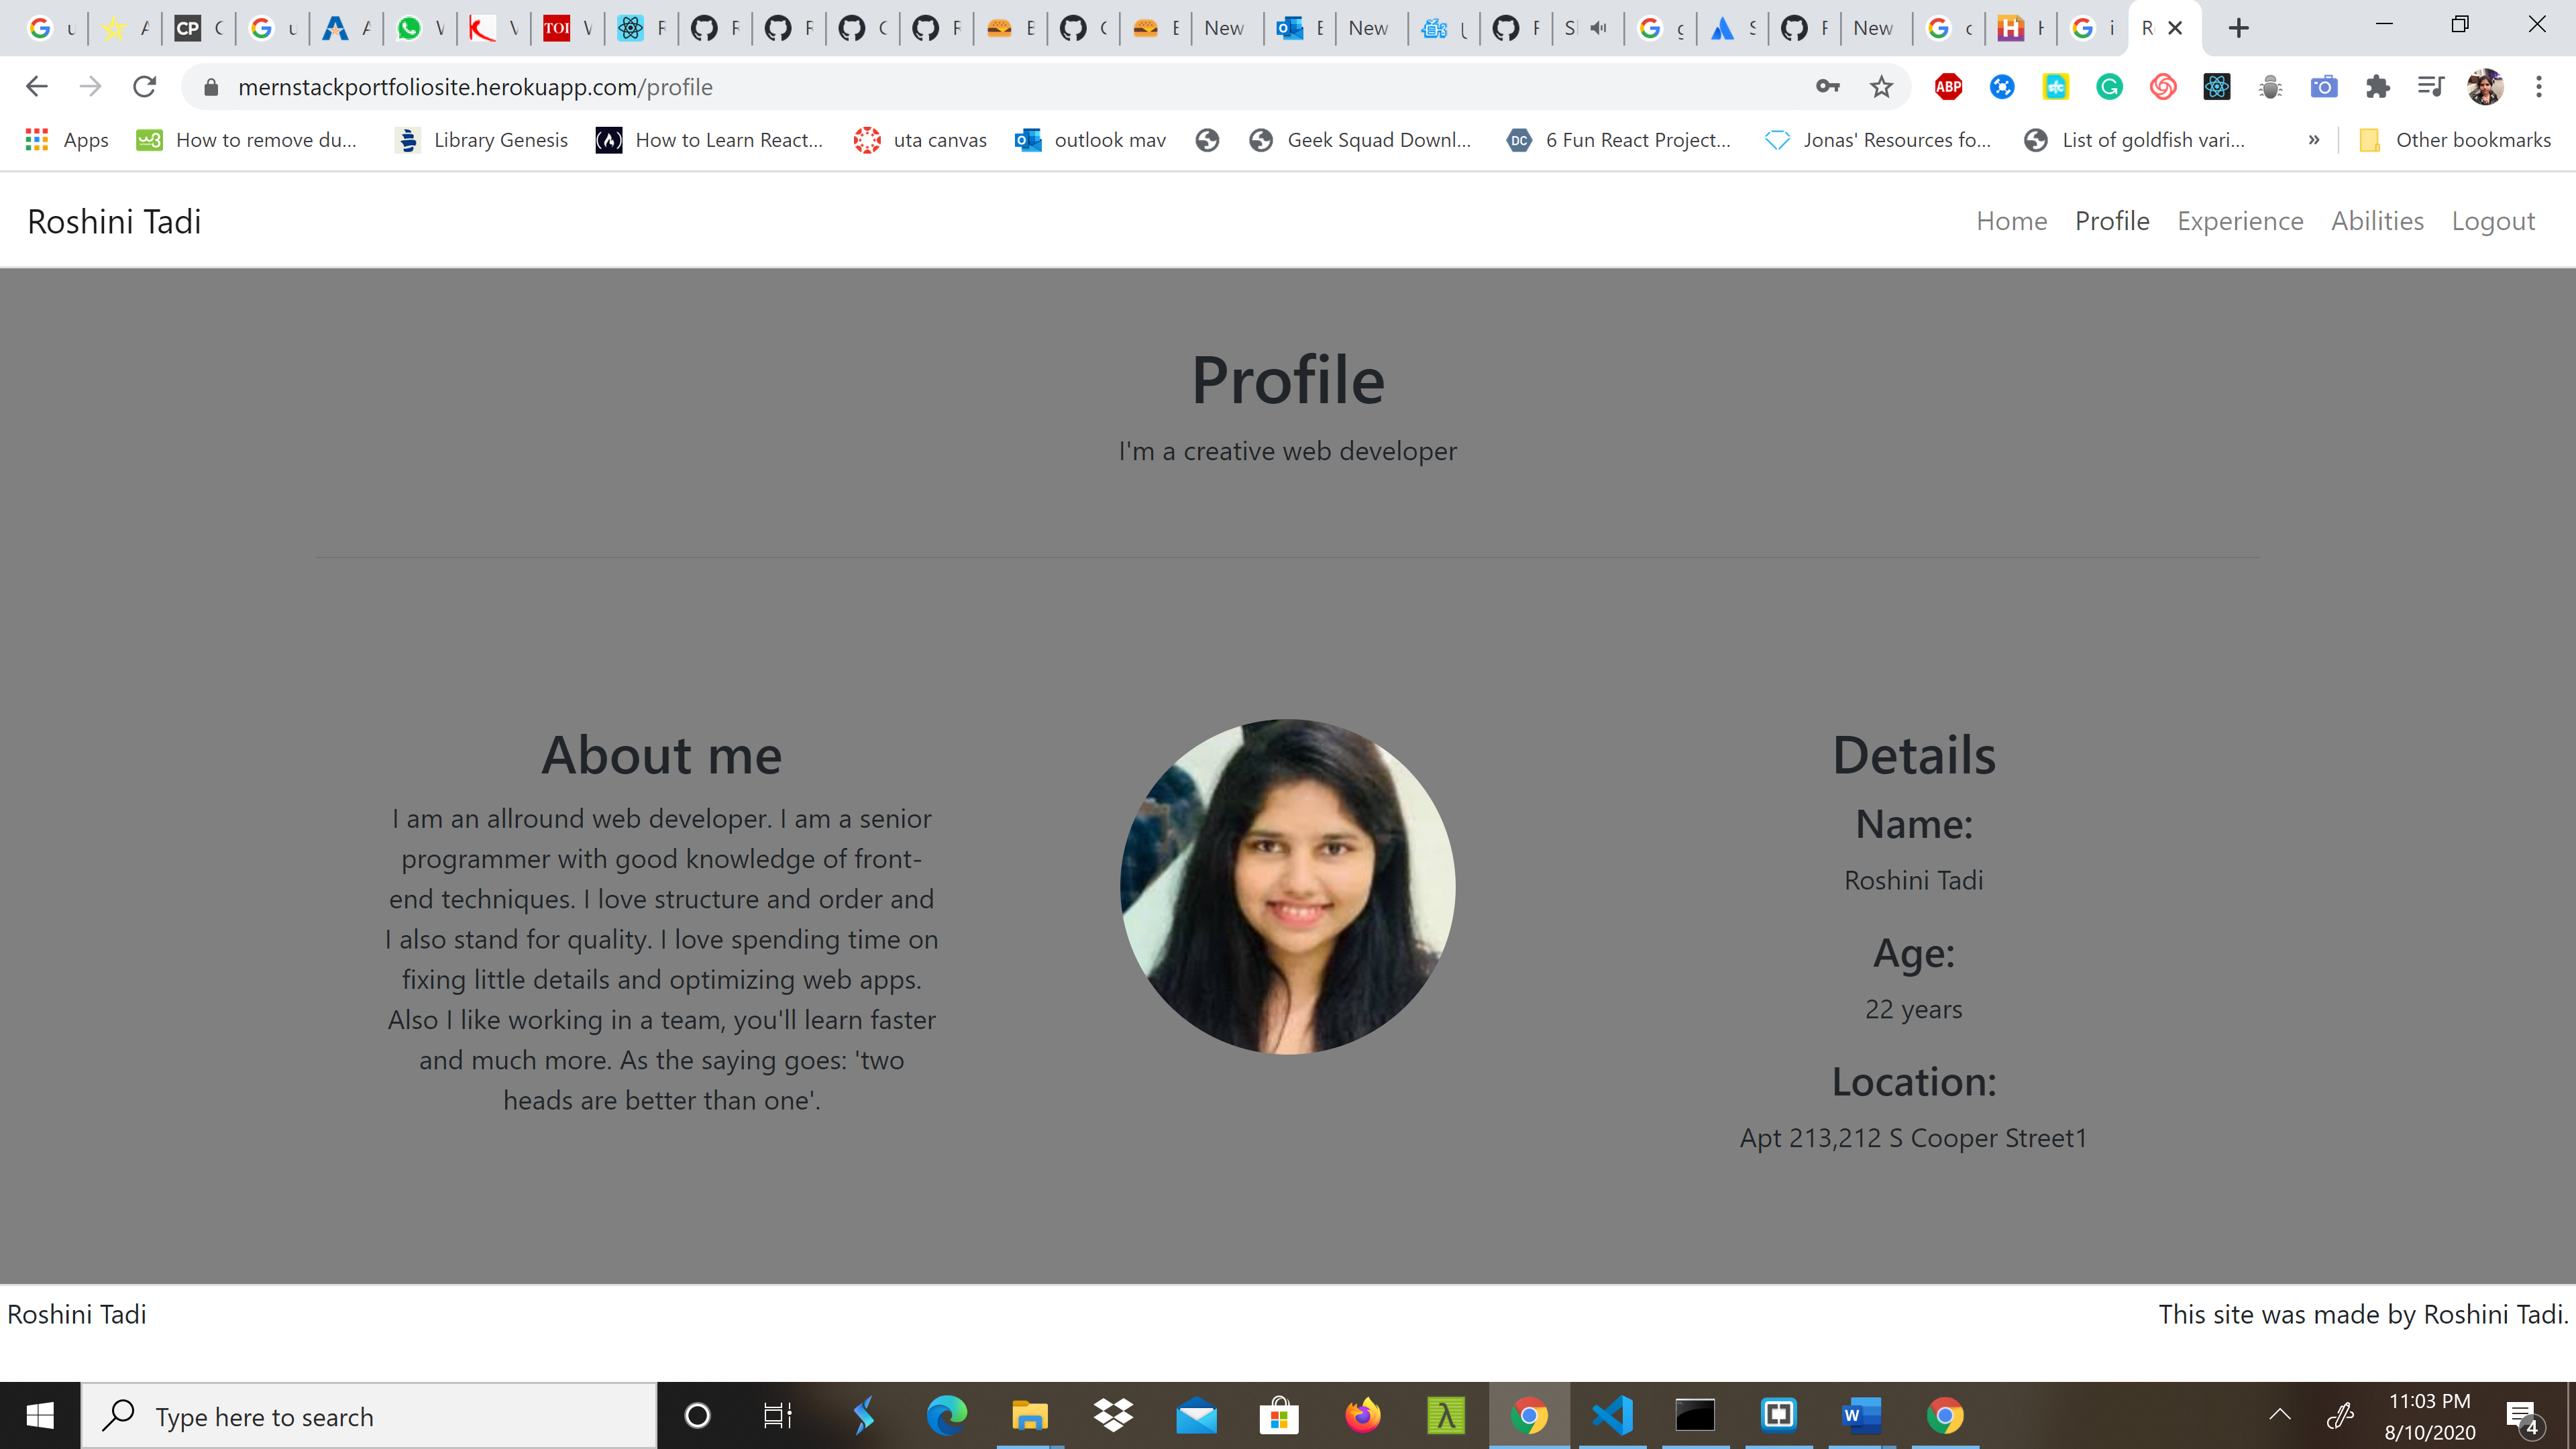 u A CP C u A W V TOI W R R R C R B C B New B New U R S g S R New c H i R
mernstackportfoliosite.herokuapp.com/profile
ABP
Apps How to remove du... Library Genesis How to Learn React... uta canvas outlook mav Geek Squad Downl... DC 6 Fun React Project... Jonas' Resources fo... List of goldfish vari... » Other bookmarks
Roshini Tadi Home Profile Experience Abilities Logout
Profile
I'm a creative web developer
About me
I am an allround web developer. I am a senior
programmer with good knowledge of front-
end techniques. I love structure and order and
I also stand for quality. I love spending time on
fixing little details and optimizing web apps.
Also I like working in a team, you'll learn faster
and much more. As the saying goes: 'two
heads are better than one'.
Details
Name:
Roshini Tadi
Age:
22 years
Location:
Apt 213,212 S Cooper Street1
Roshini Tadi This site was made by Roshini Tadi.
Type here to search
11:03 PM
8/10/2020
4